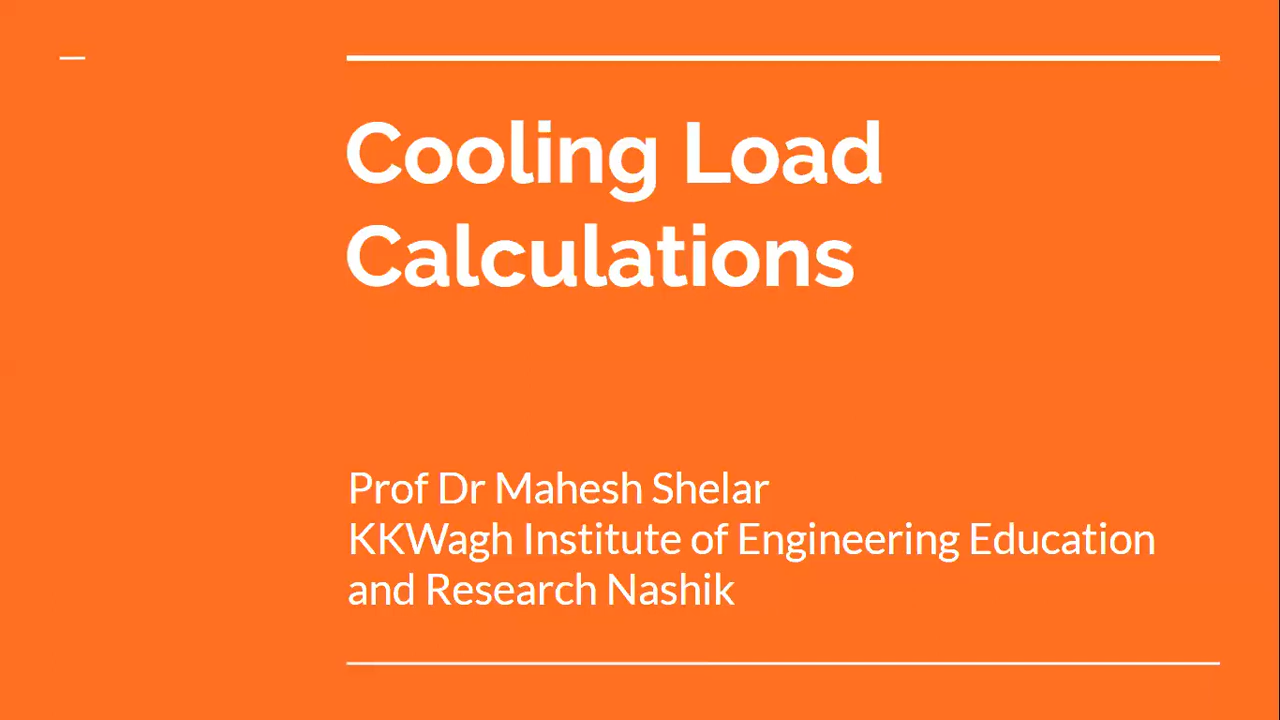 Cooling Load
Calculations
Prof Dr Mahesh Shelar
KKWagh Institute of Engineering Education
and Research Nashik